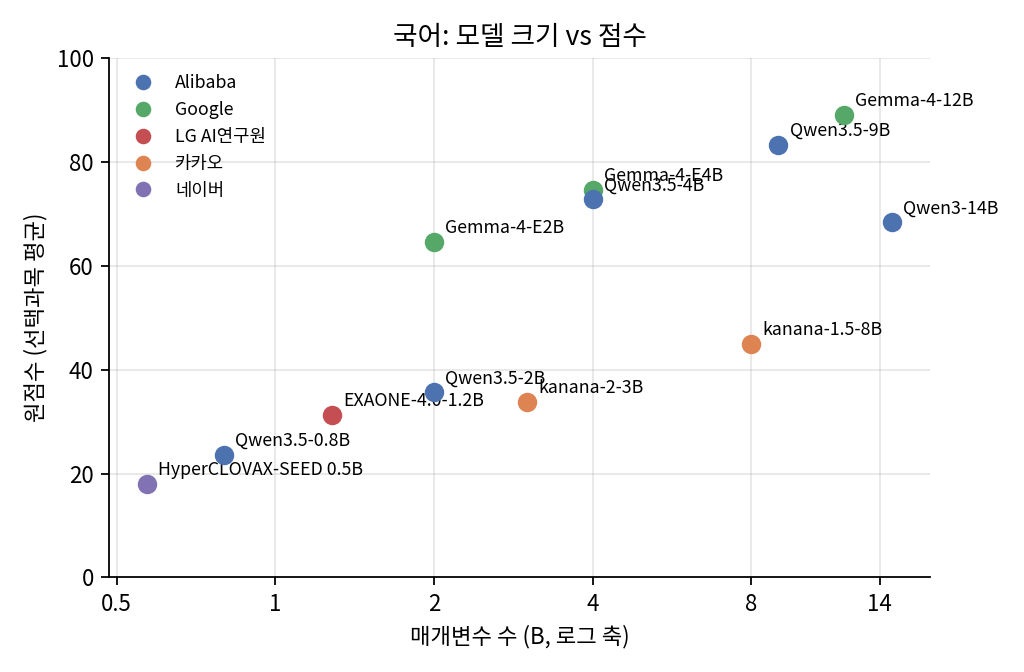 국어: 모델 크기 vs 점수
원점수 (선택과목 평균)
100
80
60
40
20
0
Alibaba
Google
LG AI연구원
카카오
네이버
Gemma-4-12B
Qwen3.5-9B
Gemma-4-E4B
Qwen3.5-4B
Qwen3-14B
Gemma-4-E2B
kanana-1.5-8B
Qwen3.5-2B
kanana-2-3B
EXAONE-4.0-1.2B
Qwen3.5-0.8B
HyperCLOVAX-SEED 0.5B
0.5 1 2 4 8 14
매개변수 수 (B, 로그 축)